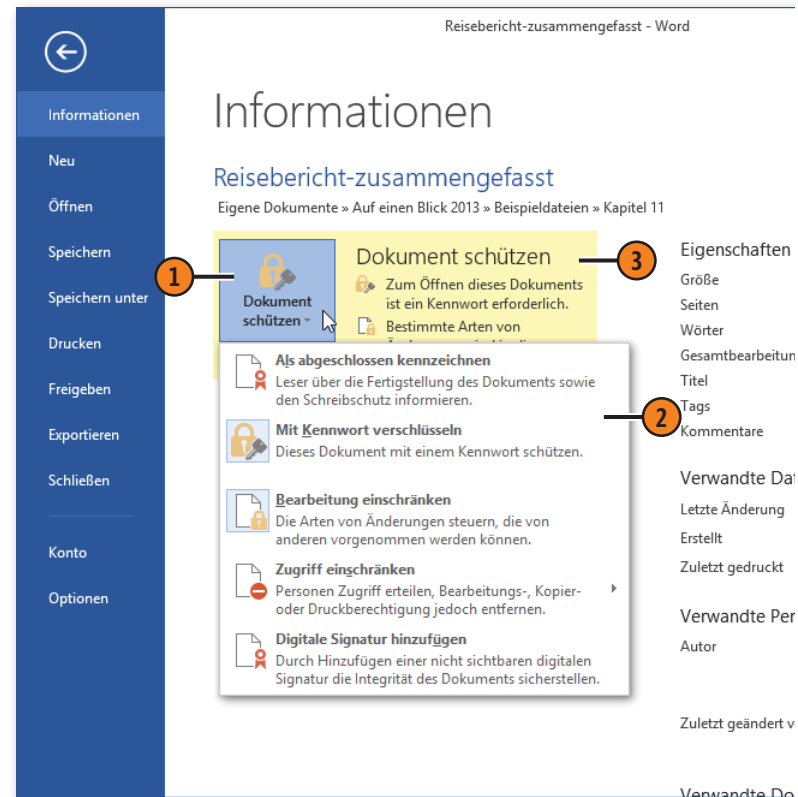 Reisebericht-zusammengefasst - Word
Informationen
Neu
Öffnen
Speichern
Speichern unter
Drucken
Freigeben
Exportieren
Schließen
Konto
Optionen
Informationen
Reisebericht-zusammengefasst
Eigene Dokumente » Auf einen Blick 2013 » Beispieldateien » Kapitel 11
1
Dokument
schützen
Dokument schützen
3
Zum Öffnen dieses Dokuments
ist ein Kennwort erforderlich.
Bestimmte Arten von
Als abgeschlossen kennzeichnen
Leser über die Fertigstellung des Dokuments sowie
den Schreibschutz informieren.
2
Mit Kennwort verschlüsseln
Dieses Dokument mit einem Kennwort schützen.
Bearbeitung einschränken
Die Arten von Änderungen steuern, die von
anderen vorgenommen werden können.
Zugriff einschränken
Personen Zugriff erteilen, Bearbeitungs-, Kopier-
oder Druckberechtigung jedoch entfernen.
Digitale Signatur hinzufügen
Durch Hinzufügen einer nicht sichtbaren digitalen
Signatur die Integrität des Dokuments sicherstellen.
Eigenschaften
Größe
Seiten
Wörter
Gesamtbearbeitun
Titel
Tags
Kommentare
Verwandte Dat
Letzte Änderung
Erstellt
Zuletzt gedruckt
Verwandte Per
Autor
Zuletzt geändert v
Verwandte Do